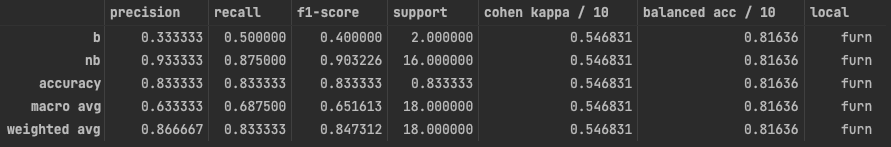 precision recall f1-score support cohen kappa / 10 balanced acc / 10 local
b 0.333333 0.500000 0.400000 2.000000 0.546831 0.81636 furn
nb 0.933333 0.875000 0.903226 16.000000 0.546831 0.81636 furn
accuracy 0.833333 0.833333 0.833333 0.833333 0.546831 0.81636 furn
macro avg 0.633333 0.687500 0.651613 18.000000 0.546831 0.81636 furn
weighted avg 0.866667 0.833333 0.847312 18.000000 0.546831 0.81636 furn